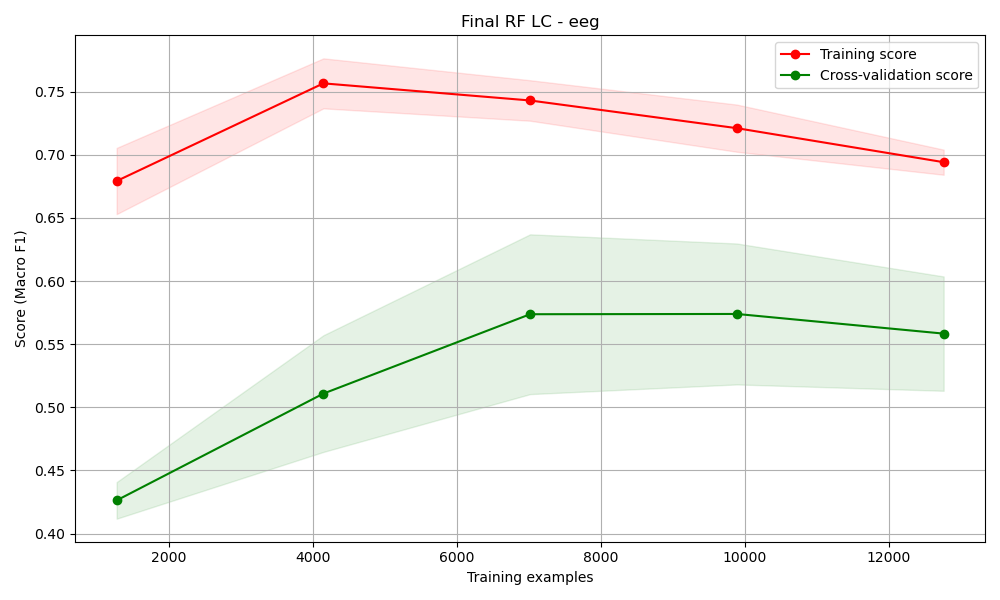 Final RF LC - eeg
Training score
Cross-validation score
Score (Macro F1)
0.75
0.70
0.65
0.60
0.55
0.50
0.45
0.40
2000 4000 6000 8000 10000 12000
Training examples